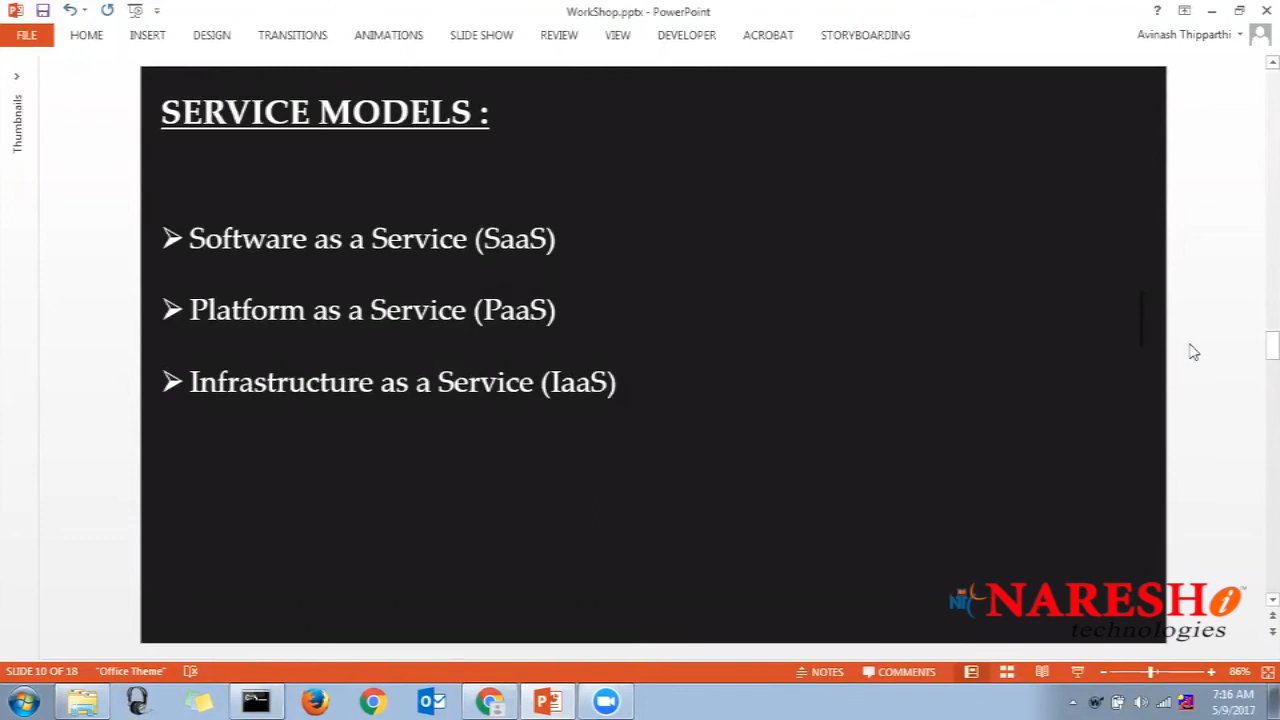 WorkShop.pptx - PowerPoint
?
FILE HOME INSERT DESIGN TRANSITIONS ANIMATIONS SLIDE SHOW REVIEW VIEW DEVELOPER ACROBAT STORYBOARDING
Avinash Thipparthi
Thumbnails
SERVICE MODELS :
➢ Software as a Service (SaaS)
➢ Platform as a Service (PaaS)
➢ Infrastructure as a Service (IaaS)
NARESH i
technologies
SLIDE 10 OF 18 "Office Theme" NOTES COMMENTS 86%
7:16 AM
5/9/2017